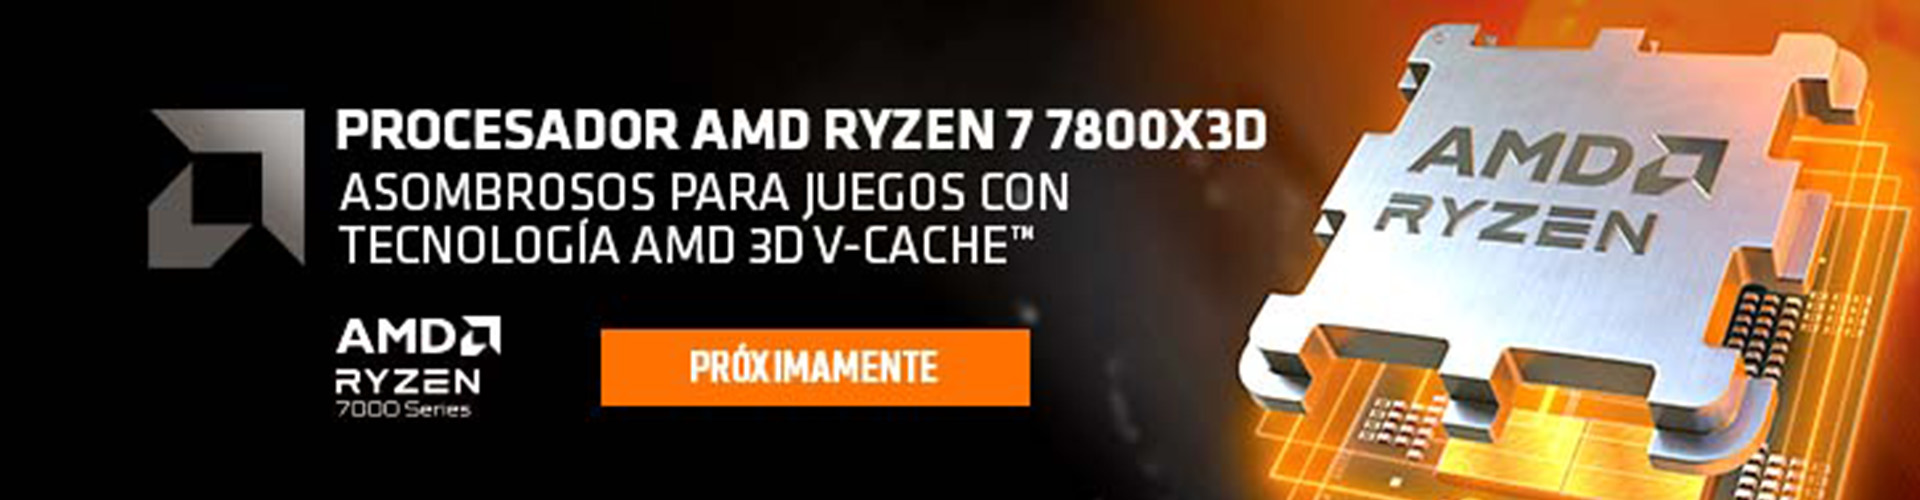 PROCESADOR AMD RYZEN 7 7800X3D
ASOMBROSOS PARA JUEGOS CON
TECNOLOGÍA AMD 3D V-CACHE™
AMD
RYZEN
7000 Series
PRÓXIMAMENTE
AMD
RYZEN